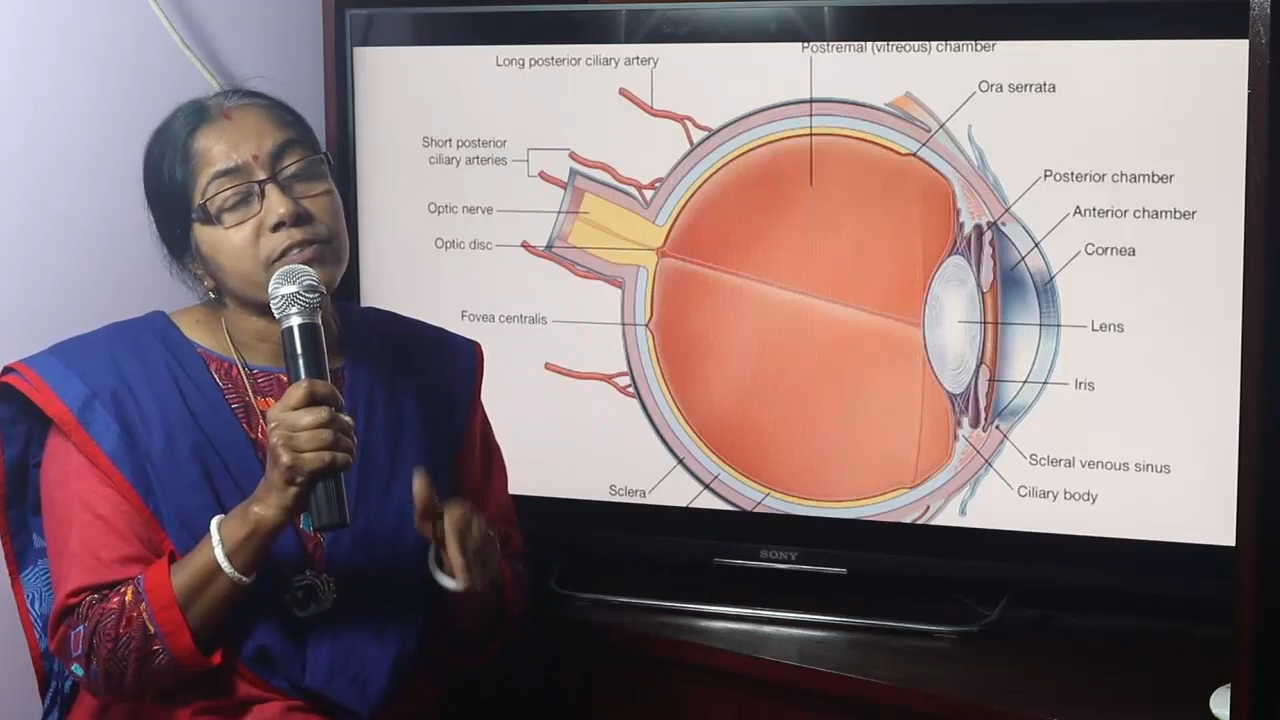 Postremal (vitreous) chamber
Long posterior ciliary artery
Ora serrata
Short posterior
ciliary arteries
Posterior chamber
Optic nerve
Anterior chamber
Optic disc
Cornea
Fovea centralis
Lens
Iris
Scleral venous sinus
Sclera
Ciliary body
SONY